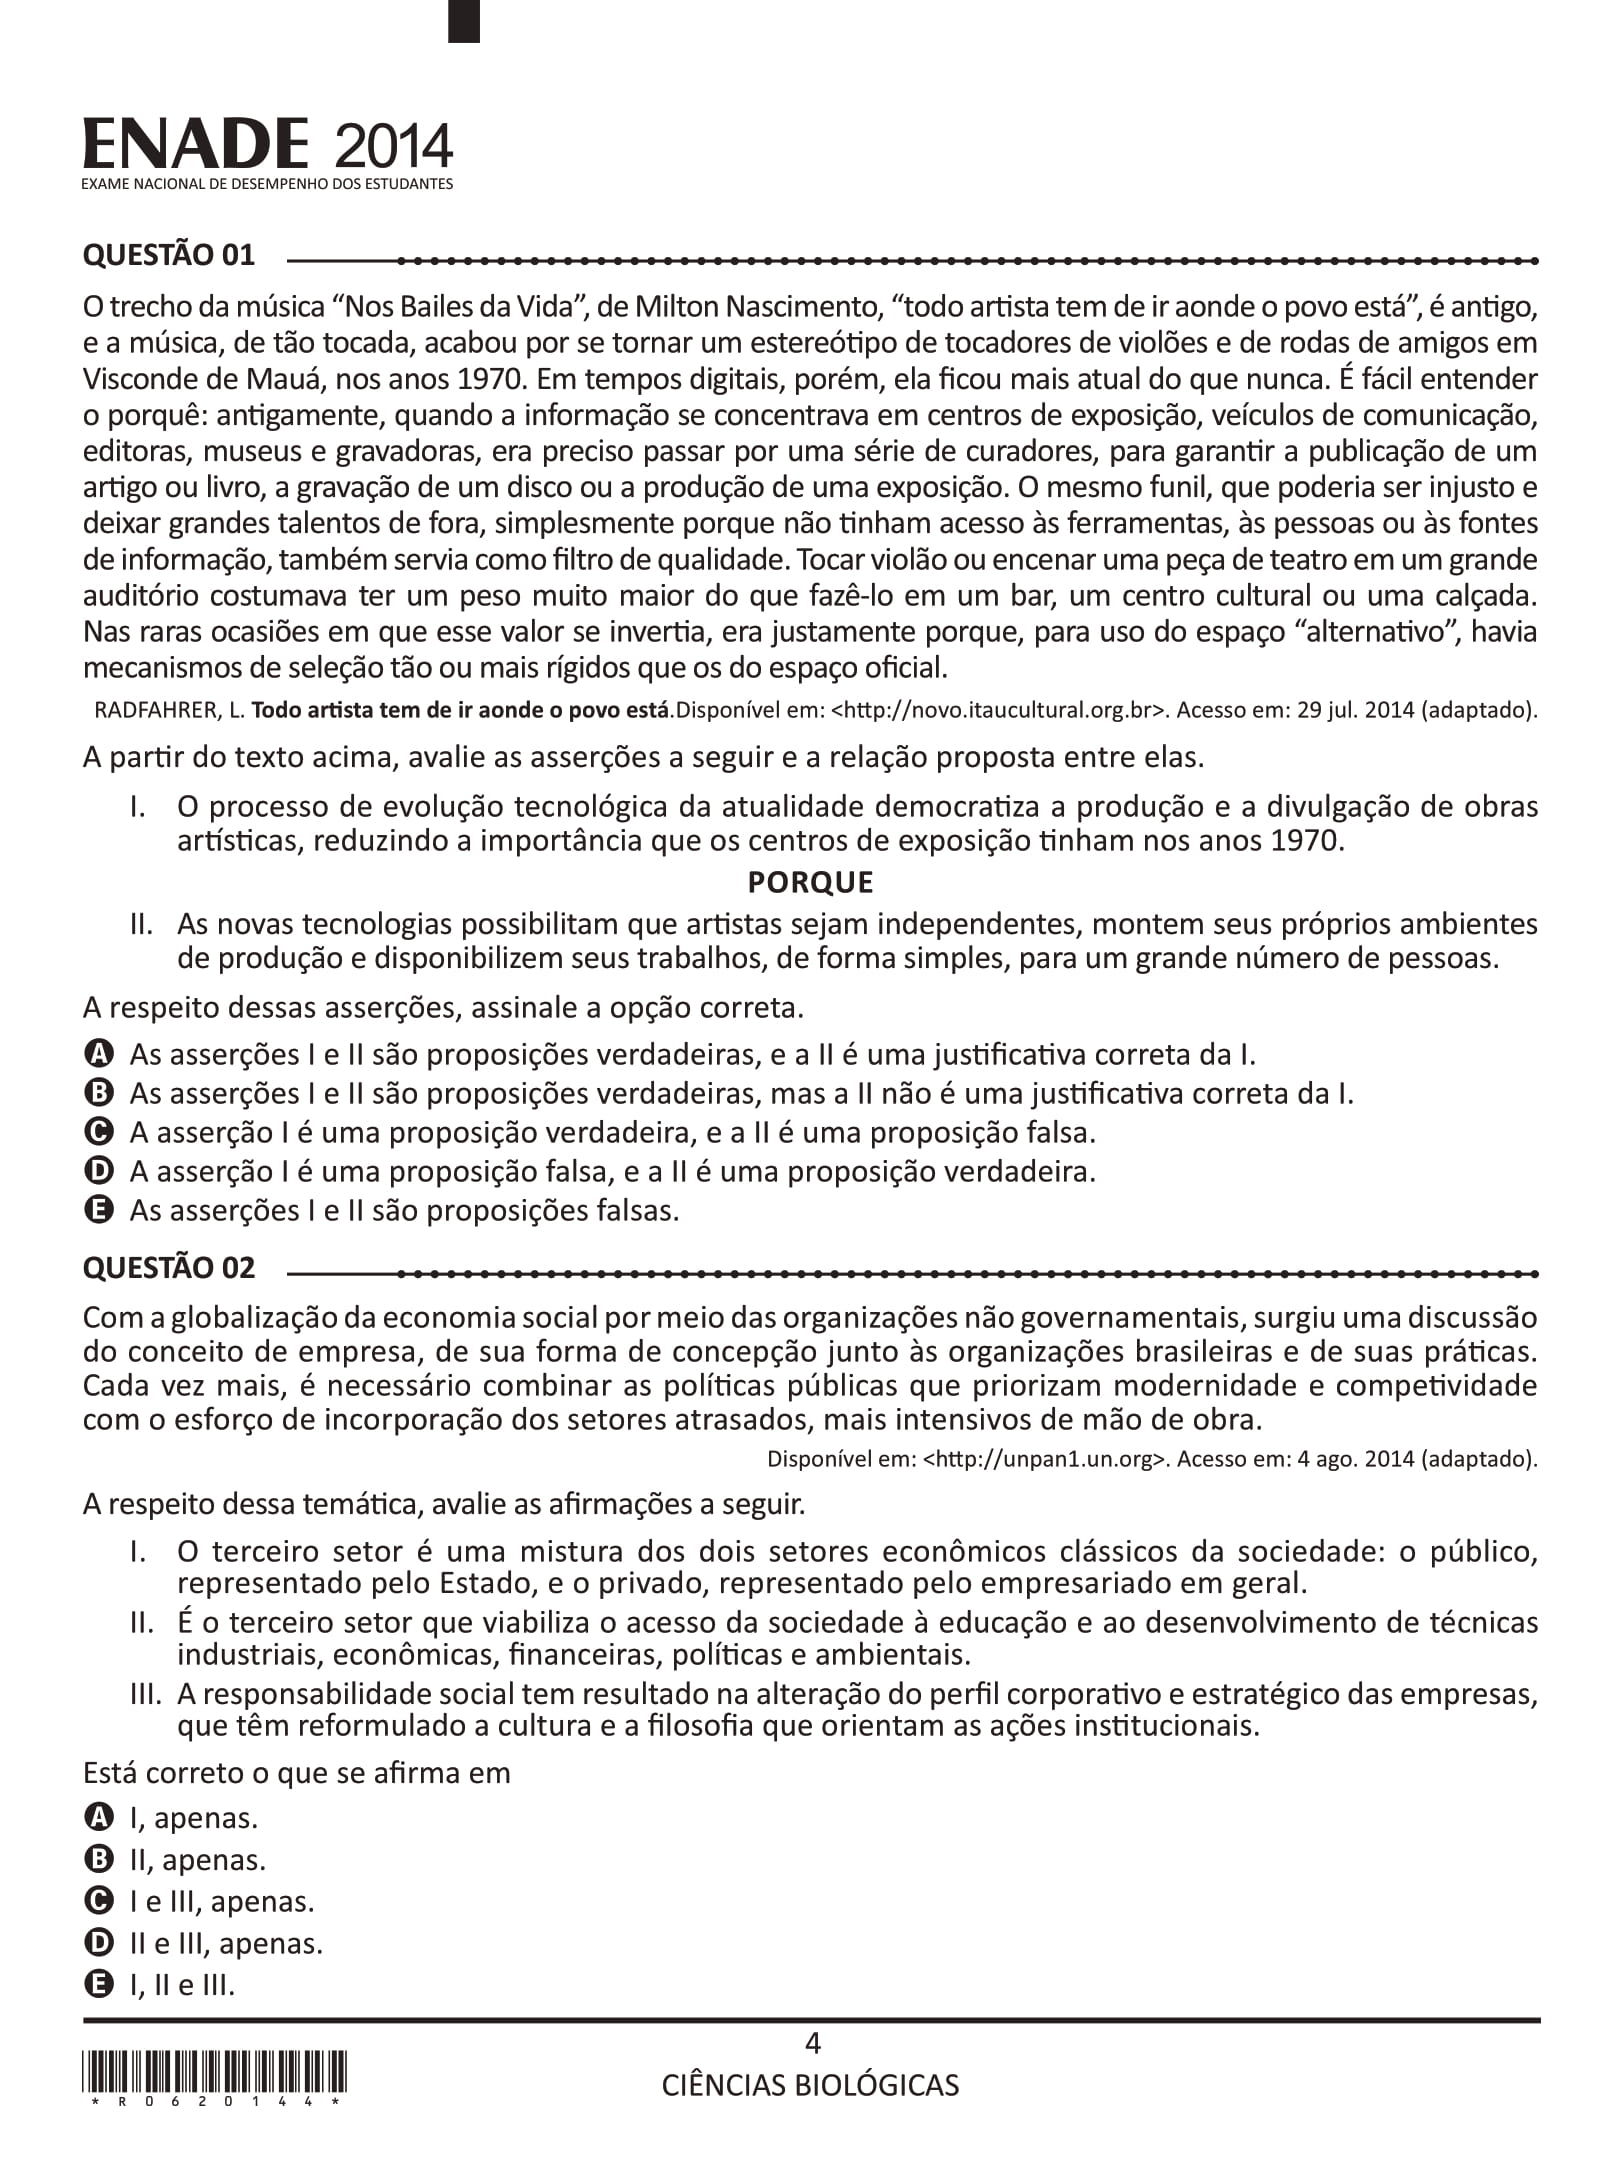 ENADE 2014
EXAME NACIONAL DE DESEMPENHO DOS ESTUDANTES
QUESTÃO 01
O trecho da música “Nos Bailes da Vida”, de Milton Nascimento, “todo artista tem de ir aonde o povo está”, é antigo,
e a música, de tão tocada, acabou por se tornar um estereótipo de tocadores de violões e de rodas de amigos em
Visconde de Mauá, nos anos 1970. Em tempos digitais, porém, ela ficou mais atual do que nunca. É fácil entender
o porquê: antigamente, quando a informação se concentrava em centros de exposição, veículos de comunicação,
editoras, museus e gravadoras, era preciso passar por uma série de curadores, para garantir a publicação de um
artigo ou livro, a gravação de um disco ou a produção de uma exposição. O mesmo funil, que poderia ser injusto e
deixar grandes talentos de fora, simplesmente porque não tinham acesso às ferramentas, às pessoas ou às fontes
de informação, também servia como filtro de qualidade. Tocar violão ou encenar uma peça de teatro em um grande
auditório costumava ter um peso muito maior do que fazê-lo em um bar, um centro cultural ou uma calçada.
Nas raras ocasiões em que esse valor se invertia, era justamente porque, para uso do espaço “alternativo”, havia
mecanismos de seleção tão ou mais rígidos que os do espaço oficial.
RADFAHRER, L. Todo artista tem de ir aonde o povo está.Disponível em: <http://novo.itaucultural.org.br>. Acesso em: 29 jul. 2014 (adaptado).
A partir do texto acima, avalie as asserções a seguir e a relação proposta entre elas.
I. O processo de evolução tecnológica da atualidade democratiza a produção e a divulgação de obras
artísticas, reduzindo a importância que os centros de exposição tinham nos anos 1970.
PORQUE
II. As novas tecnologias possibilitam que artistas sejam independentes, montem seus próprios ambientes
de produção e disponibilizem seus trabalhos, de forma simples, para um grande número de pessoas.
A respeito dessas asserções, assinale a opção correta.
A As asserções I e II são proposições verdadeiras, e a II é uma justificativa correta da I.
B As asserções I e II são proposições verdadeiras, mas a II não é uma justificativa correta da I.
C A asserção I é uma proposição verdadeira, e a II é uma proposição falsa.
D A asserção I é uma proposição falsa, e a II é uma proposição verdadeira.
E As asserções I e II são proposições falsas.
QUESTÃO 02
Com a globalização da economia social por meio das organizações não governamentais, surgiu uma discussão
do conceito de empresa, de sua forma de concepção junto às organizações brasileiras e de suas práticas.
Cada vez mais, é necessário combinar as políticas públicas que priorizam modernidade e competividade
com o esforço de incorporação dos setores atrasados, mais intensivos de mão de obra.
Disponível em: <http://unpan1.un.org>. Acesso em: 4 ago. 2014 (adaptado).
A respeito dessa temática, avalie as afirmações a seguir.
I. O terceiro setor é uma mistura dos dois setores econômicos clássicos da sociedade: o público,
representado pelo Estado, e o privado, representado pelo empresariado em geral.
II. É o terceiro setor que viabiliza o acesso da sociedade à educação e ao desenvolvimento de técnicas
industriais, econômicas, financeiras, políticas e ambientais.
III. A responsabilidade social tem resultado na alteração do perfil corporativo e estratégico das empresas,
que têm reformulado a cultura e a filosofia que orientam as ações institucionais.
Está correto o que se afirma em
A I, apenas.
B II, apenas.
C I e III, apenas.
D II e III, apenas.
E I, II e III.
4
CIÊNCIAS BIOLÓGICAS
*R0620144*